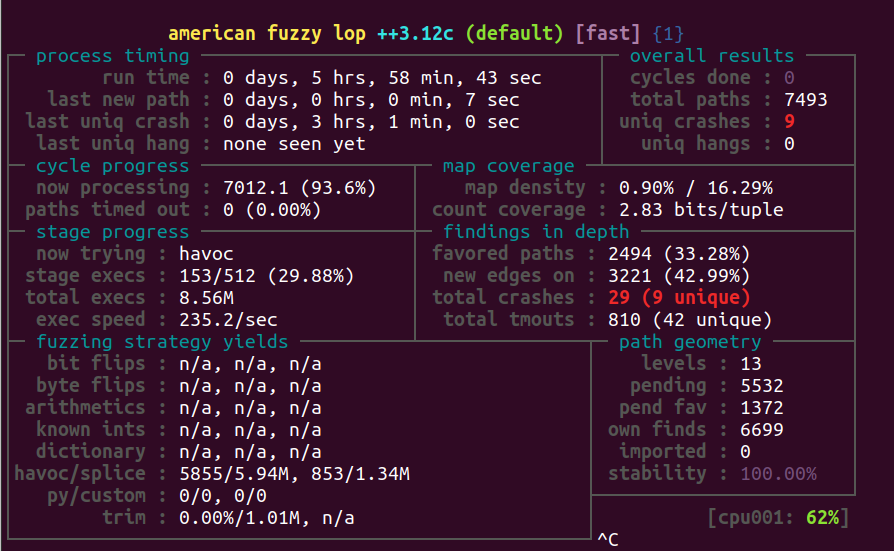 american fuzzy lop ++3.12c (default) [fast] {1}
process timing overall results
run time : 0 days, 5 hrs, 58 min, 43 sec cycles done : 0
last new path : 0 days, 0 hrs, 0 min, 7 sec total paths : 7493
last uniq crash : 0 days, 3 hrs, 1 min, 0 sec uniq crashes : 9
last uniq hang : none seen yet uniq hangs : 0
cycle progress map coverage
now processing : 7012.1 (93.6%) map density : 0.90% / 16.29%
paths timed out : 0 (0.00%) count coverage : 2.83 bits/tuple
stage progress findings in depth
now trying : havoc favored paths : 2494 (33.28%)
stage execs : 153/512 (29.88%) new edges on : 3221 (42.99%)
total execs : 8.56M total crashes : 29 (9 unique)
exec speed : 235.2/sec total tmouts : 810 (42 unique)
fuzzing strategy yields path geometry
bit flips : n/a, n/a, n/a levels : 13
byte flips : n/a, n/a, n/a pending : 5532
arithmetics : n/a, n/a, n/a pend fav : 1372
known ints : n/a, n/a, n/a own finds : 6699
dictionary : n/a, n/a, n/a imported : 0
havoc/splice : 5855/5.94M, 853/1.34M stability : 100.00%
py/custom : 0/0, 0/0
trim : 0.00%/1.01M, n/a [cpu001: 62%]
^C